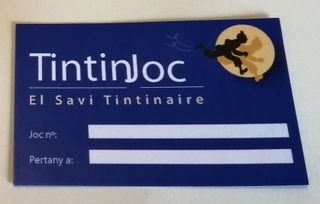 TintinJoc
El Savi Tintinaire
Joc nº:
Pertany a: